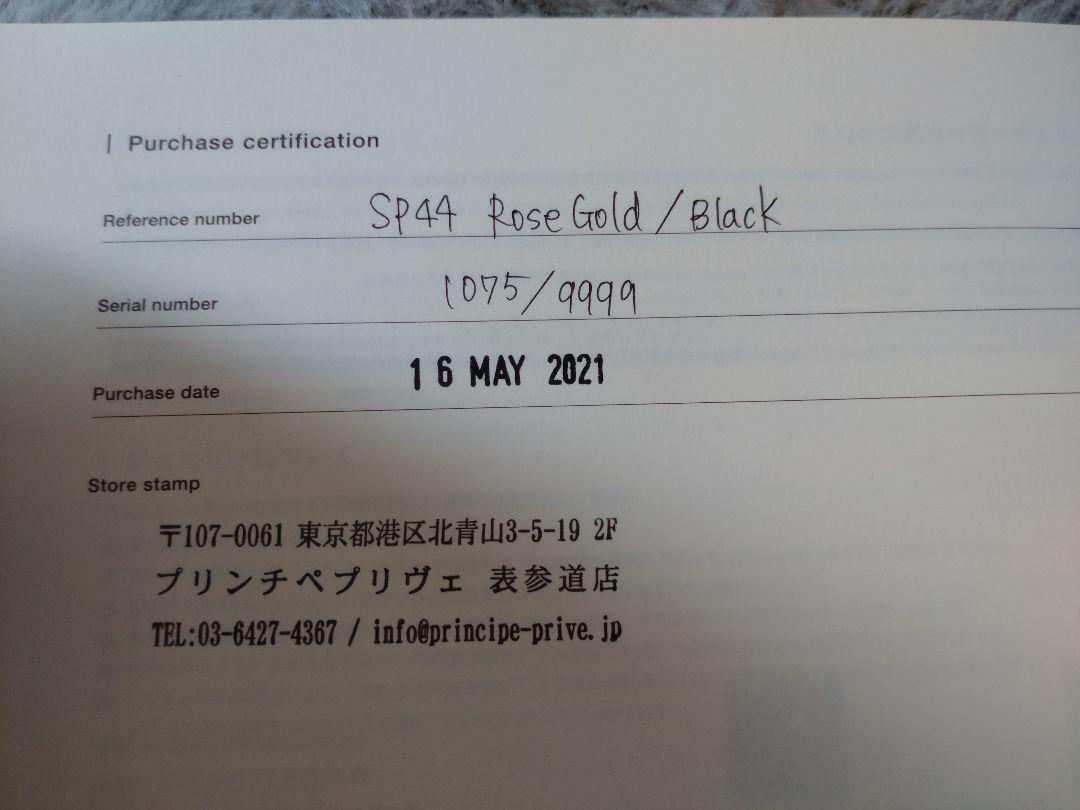 | Purchase certification
Reference number SP44 Rose Gold / Black
Serial number 1075/9999
Purchase date 16 MAY 2021
Store stamp
〒107-0061 東京都港区北青山3-5-19 2F
プリンチペプリヴェ 表参道店
TEL:03-6427-4367 / info@principe-prive.jp